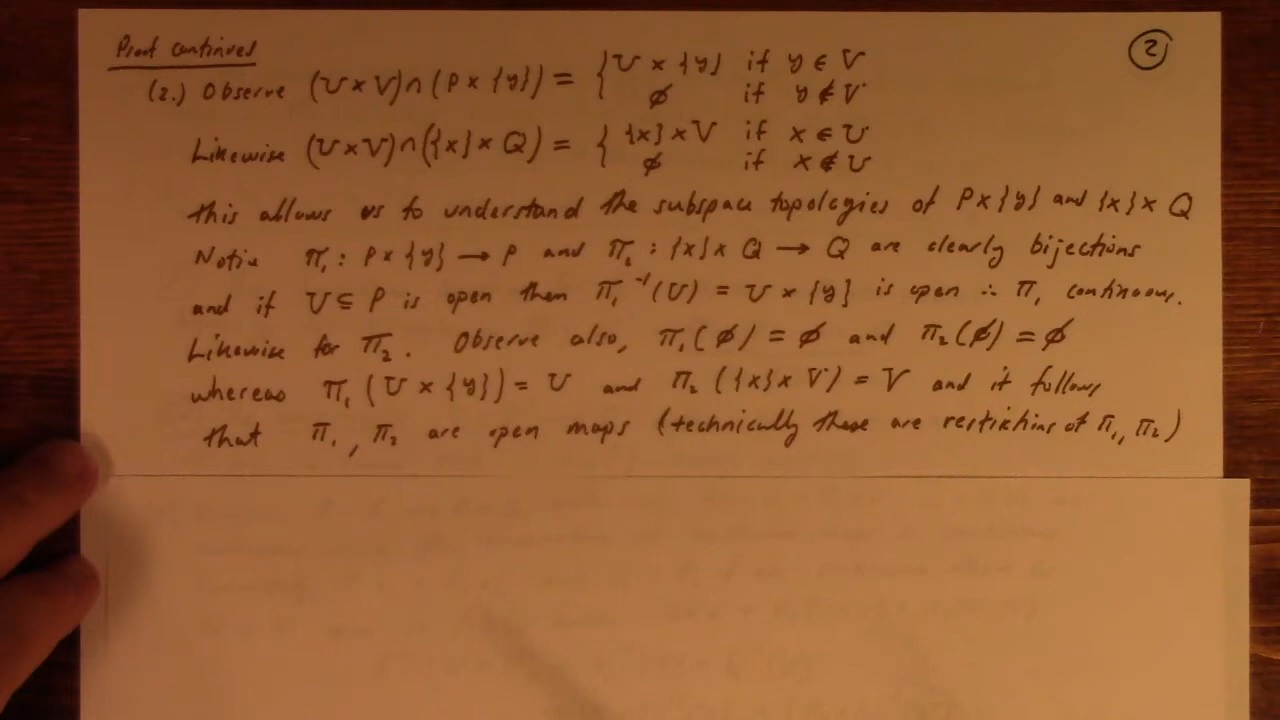 Proof continued
②
(2.) Observe (U × V) ∩ (P × {y}) = { U × {y} if y ∈ V
∅ if y ∉ V
Likewise (U × V) ∩ ({x} × Q) = { {x} × V if x ∈ U
∅ if x ∉ U
this allows us to understand the subspace topologies of P × {y} and {x} × Q
Notice π₁ : P × {y} → P and π₂ : {x} × Q → Q are clearly bijections
and if U ⊆ P is open then π₁⁻¹(U) = U × {y} is open ∴ π₁ continuous.
Likewise for π₂. Observe also, π₁(∅) = ∅ and π₂(∅) = ∅
whereas π₁(U × {y}) = U and π₂({x} × V) = V and it follows
that π₁, π₂ are open maps (technically these are restrictions of π₁, π₂)